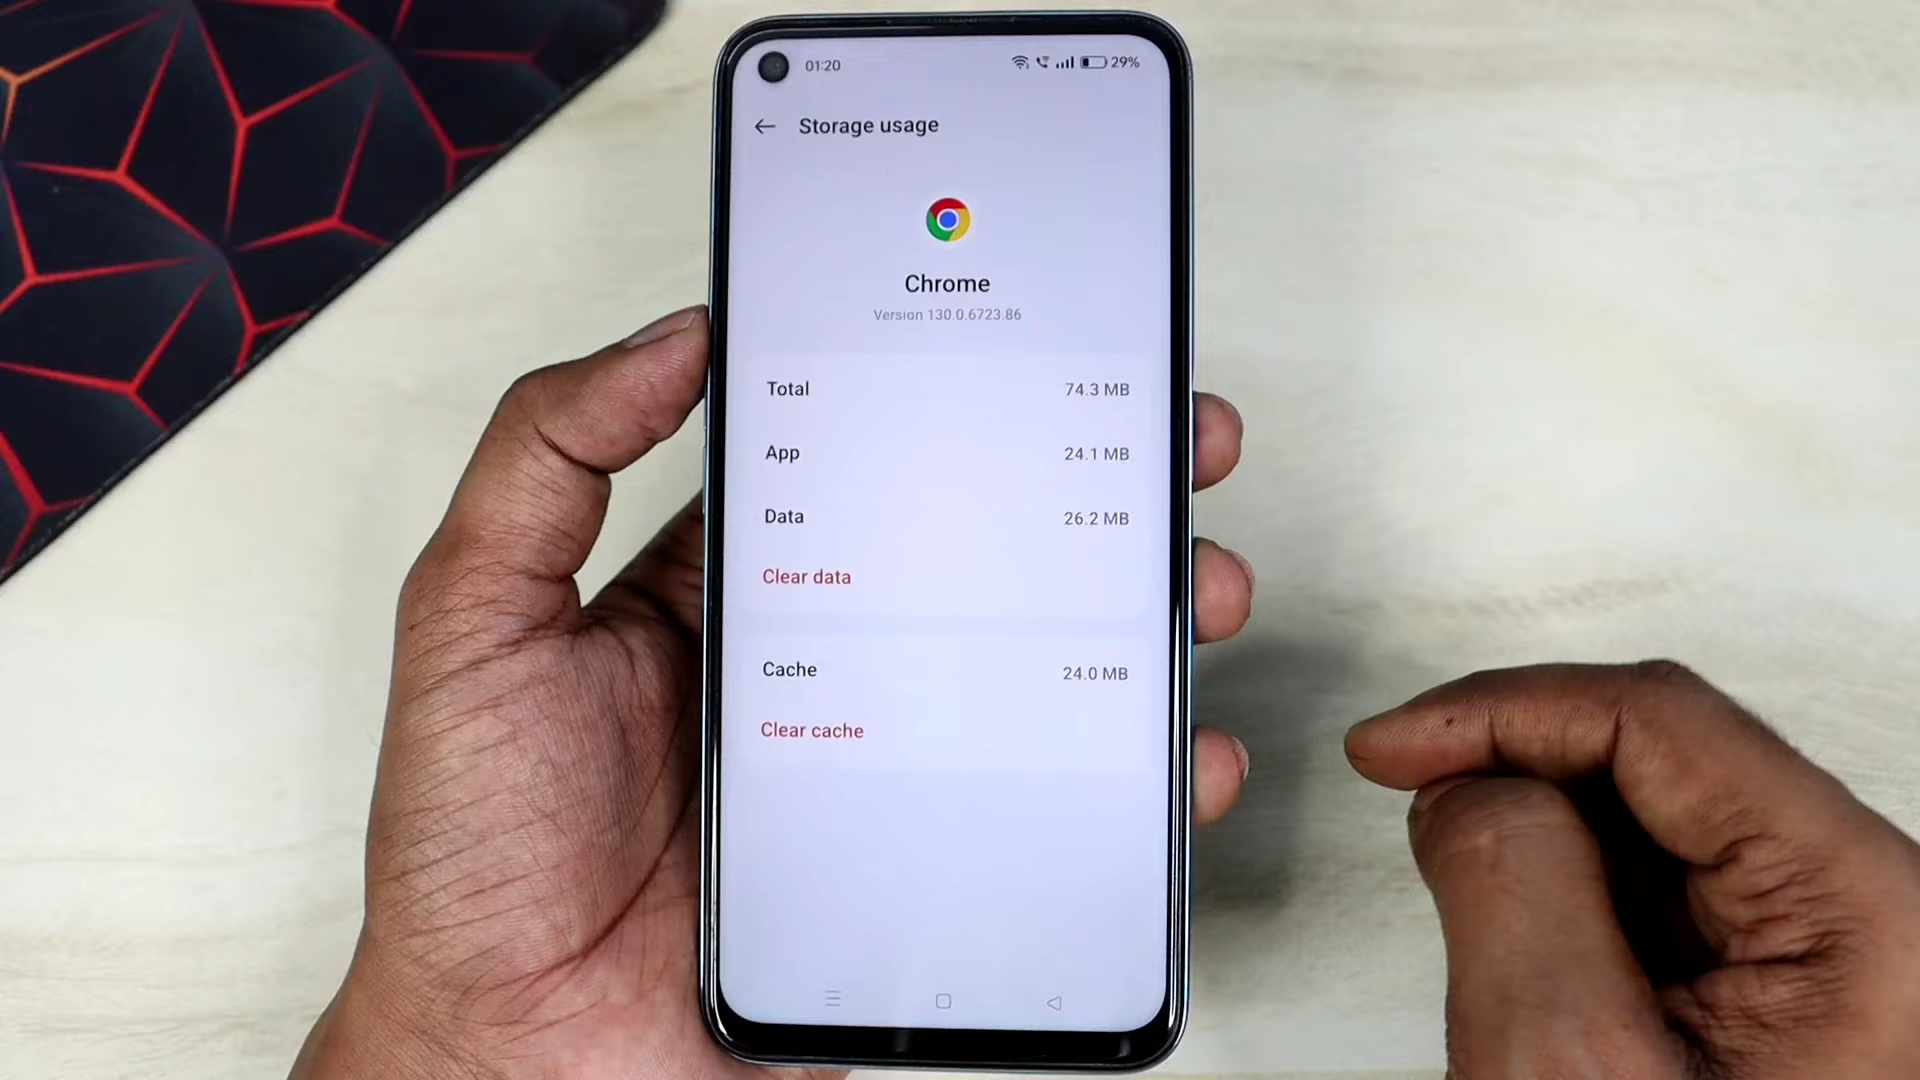 01:20 29%
Storage usage
Chrome
Version 130.0.6723.86
Total 74.3 MB
App 24.1 MB
Data 26.2 MB
Clear data
Cache 24.0 MB
Clear cache